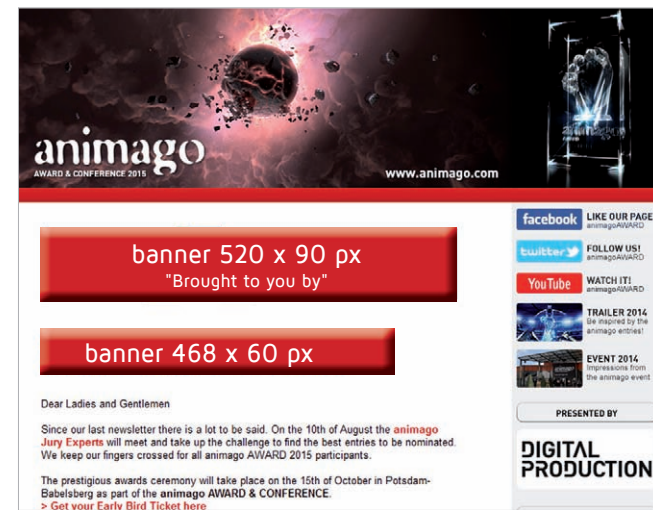 animago
AWARD & CONFERENCE 2015
www.animago.com
banner 520 x 90 px
"Brought to you by"
banner 468 x 60 px
Dear Ladies and Gentlemen
Since our last newsletter there is a lot to be said. On the 10th of August the animago
Jury Experts will meet and take up the challenge to find the best entries to be nominated.
We keep our fingers crossed for all animago AWARD 2015 participants.
The prestigious awards ceremony will take place on the 15th of October in Potsdam-
Babelsberg as part of the animago AWARD & CONFERENCE.
> Get your Early Bird Ticket here
facebook
LIKE OUR PAGE
animagoAWARD
twitter
FOLLOW US!
animagoAWARD
YouTube
WATCH IT!
animagoAWARD
TRAILER 2014
Be inspired by the
animago entries!
EVENT 2014
Impressions from
the animago event
PRESENTED BY
DIGITAL
PRODUCTION